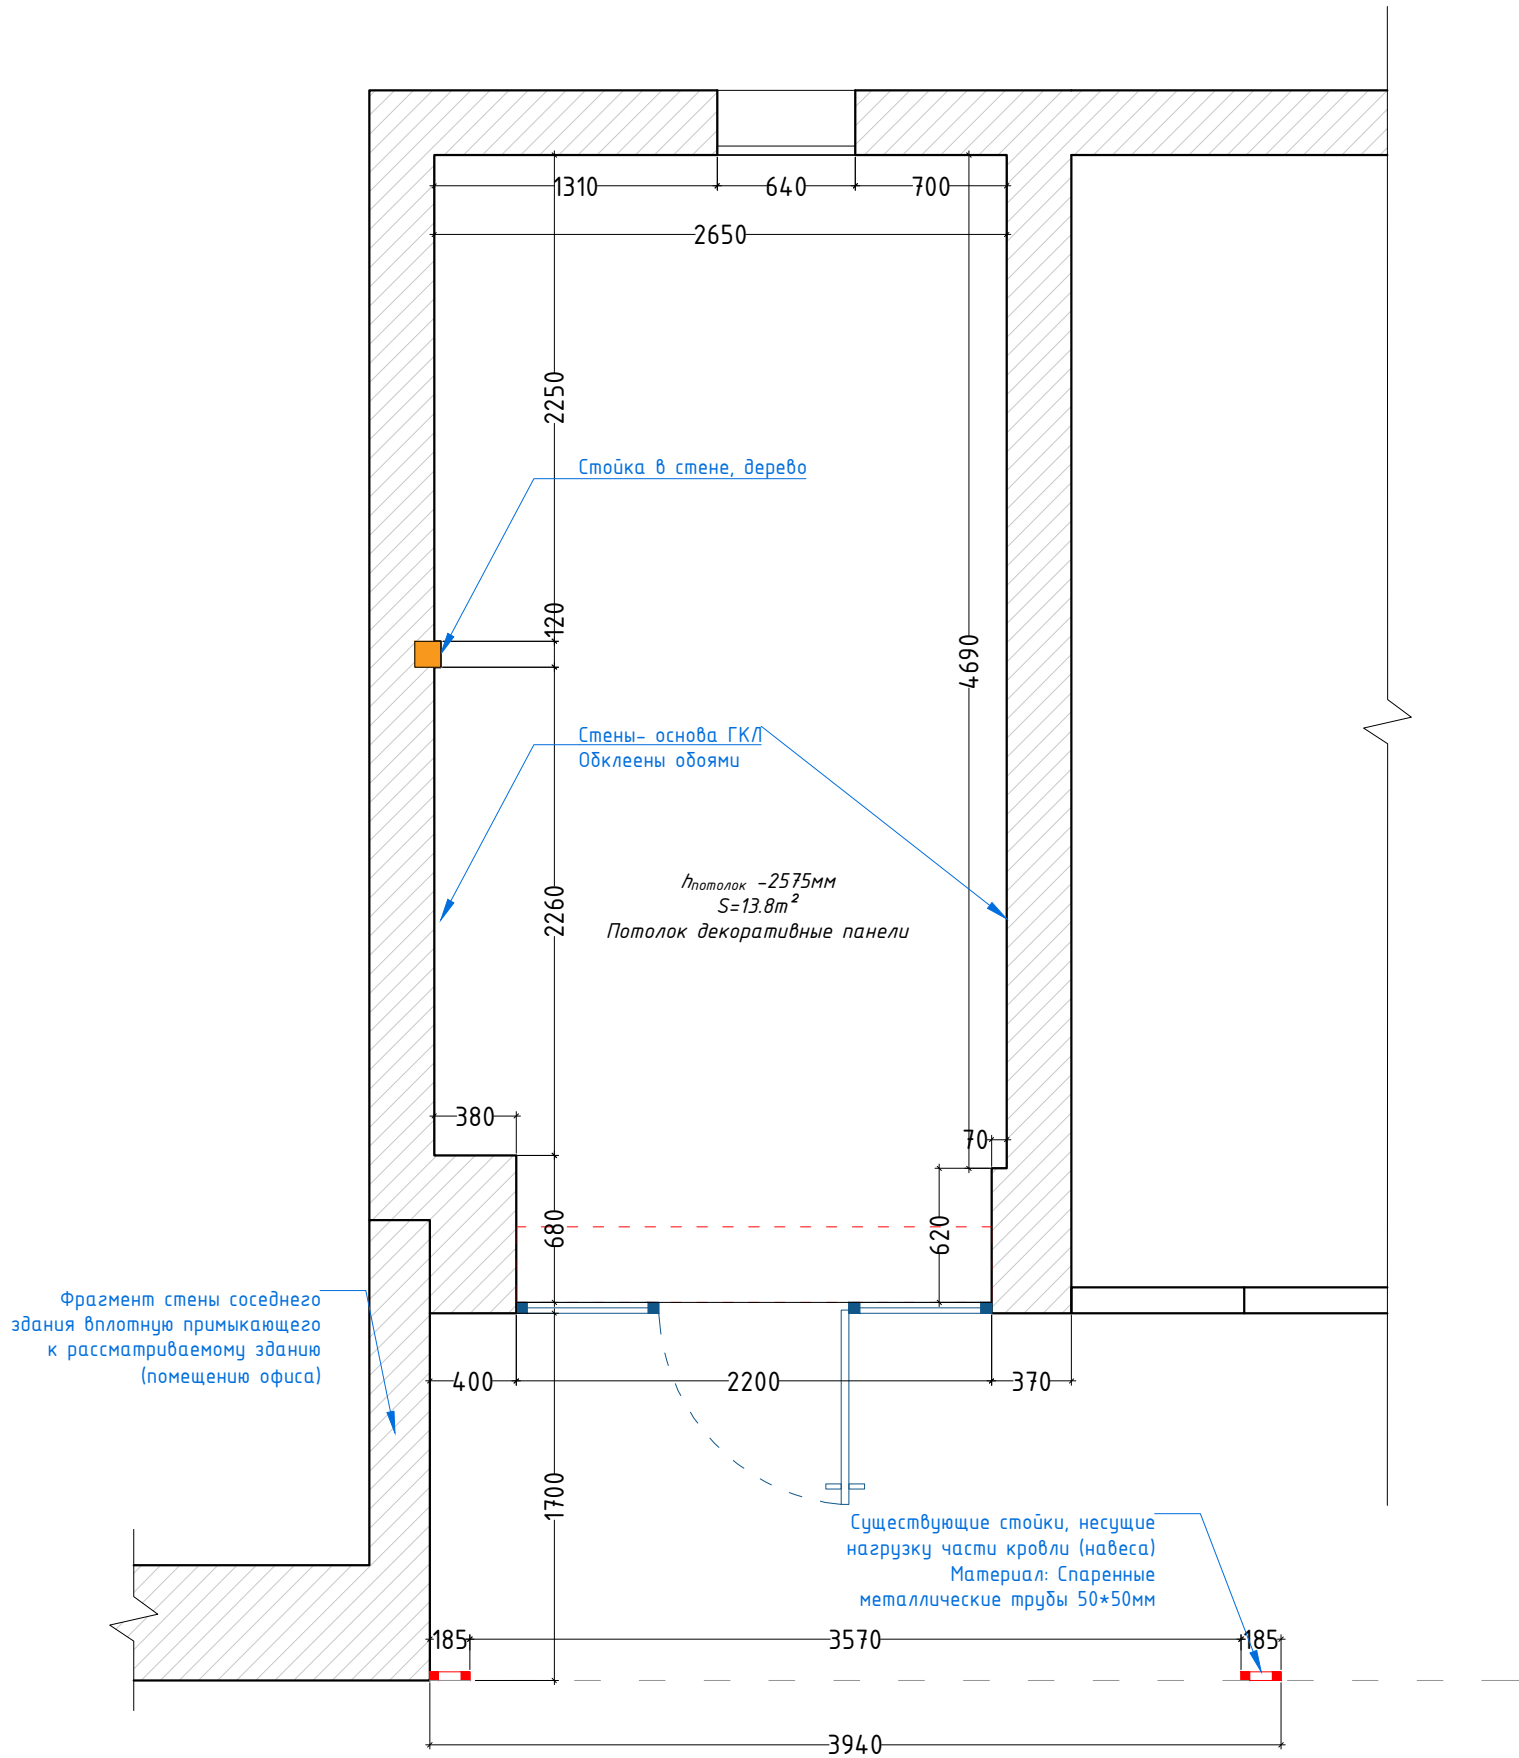 1310
640
700
2650
2250
Стойка в стене, дерево
120
4690
Стены- основа ГКЛ
Обклеены обоями
hпотолок -2575мм
S=13.8m²
Потолок декоративные панели
2260
380
70
680
620
Фрагмент стены соседнего
здания вплотную примыкающего
к рассматриваемому зданию
(помещению офиса)
400
2200
370
1700
Существующие стойки, несущие
нагрузку части кровли (навеса)
Материал: Спаренные
металлические трубы 50*50мм
185
3570
185
3940